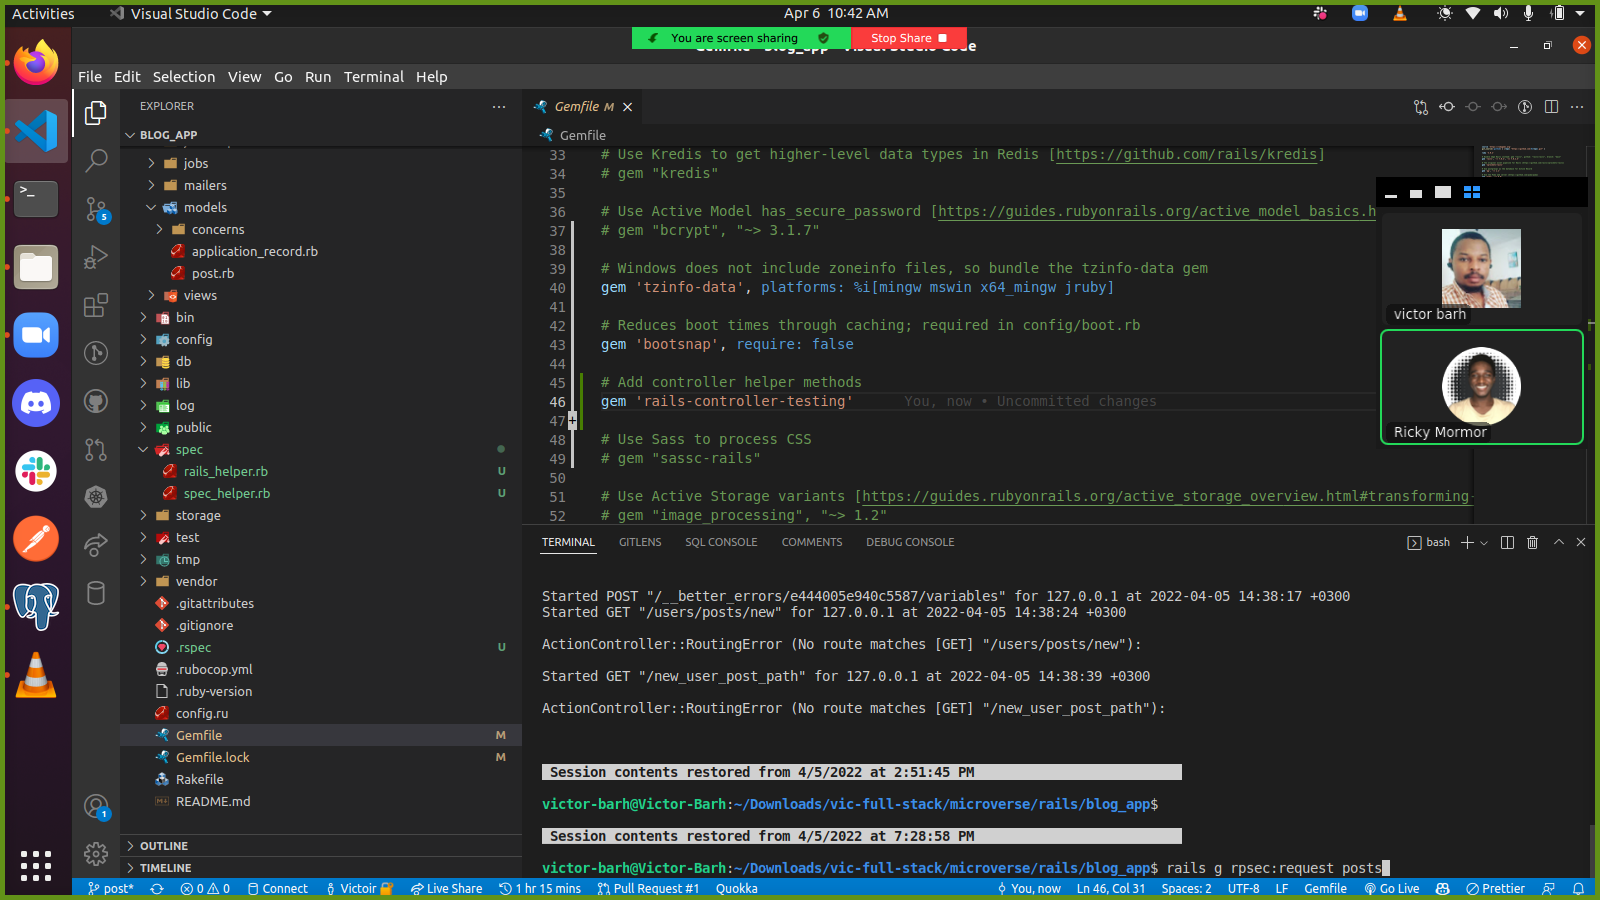 Activities
Visual Studio Code
Apr 6 10:42 AM
You are screen sharing
Stop Share
File Edit Selection View Go Run Terminal Help
EXPLORER
BLOG_APP
jobs
mailers
models
concerns
application_record.rb
post.rb
views
bin
config
db
lib
log
public
spec
rails_helper.rb U
spec_helper.rb U
storage
test
tmp
vendor
.gitattributes
.gitignore
.rspec U
.rubocop.yml
.ruby-version
config.ru
Gemfile M
Gemfile.lock M
Rakefile
README.md
OUTLINE
TIMELINE
5
1
Gemfile M
Gemfile
33 # Use Kredis to get higher-level data types in Redis [https://github.com/rails/kredis]
34 # gem "kredis"
35
36 # Use Active Model has_secure_password [https://guides.rubyonrails.org/active_model_basics.h
37 # gem "bcrypt", "~> 3.1.7"
38
39 # Windows does not include zoneinfo files, so bundle the tzinfo-data gem
40 gem 'tzinfo-data', platforms: %i[mingw mswin x64_mingw jruby]
41
42 # Reduces boot times through caching; required in config/boot.rb
43 gem 'bootsnap', require: false
44
45 # Add controller helper methods
46 gem 'rails-controller-testing' You, now • Uncommitted changes
47
48 # Use Sass to process CSS
49 # gem "sassc-rails"
50
51 # Use Active Storage variants [https://guides.rubyonrails.org/active_storage_overview.html#transforming-
52 # gem "image_processing", "~> 1.2"
victor barh
Ricky Mormor
TERMINAL GITLENS SQL CONSOLE COMMENTS DEBUG CONSOLE
bash
Started POST "/__better_errors/e444005e940c5587/variables" for 127.0.0.1 at 2022-04-05 14:38:17 +0300
Started GET "/users/posts/new" for 127.0.0.1 at 2022-04-05 14:38:24 +0300
ActionController::RoutingError (No route matches [GET] "/users/posts/new"):
Started GET "/new_user_post_path" for 127.0.0.1 at 2022-04-05 14:38:39 +0300
ActionController::RoutingError (No route matches [GET] "/new_user_post_path"):
Session contents restored from 4/5/2022 at 2:51:45 PM
victor-barh@Victor-Barh:~/Downloads/vic-full-stack/microverse/rails/blog_app$
Session contents restored from 4/5/2022 at 7:28:58 PM
victor-barh@Victor-Barh:~/Downloads/vic-full-stack/microverse/rails/blog_app$ rails g rpsec:request posts
post* 0 0 Connect Victoir Live Share 1 hr 15 mins Pull Request #1 Quokka You, now Ln 46, Col 31 Spaces: 2 UTF-8 LF Gemfile Go Live Prettier